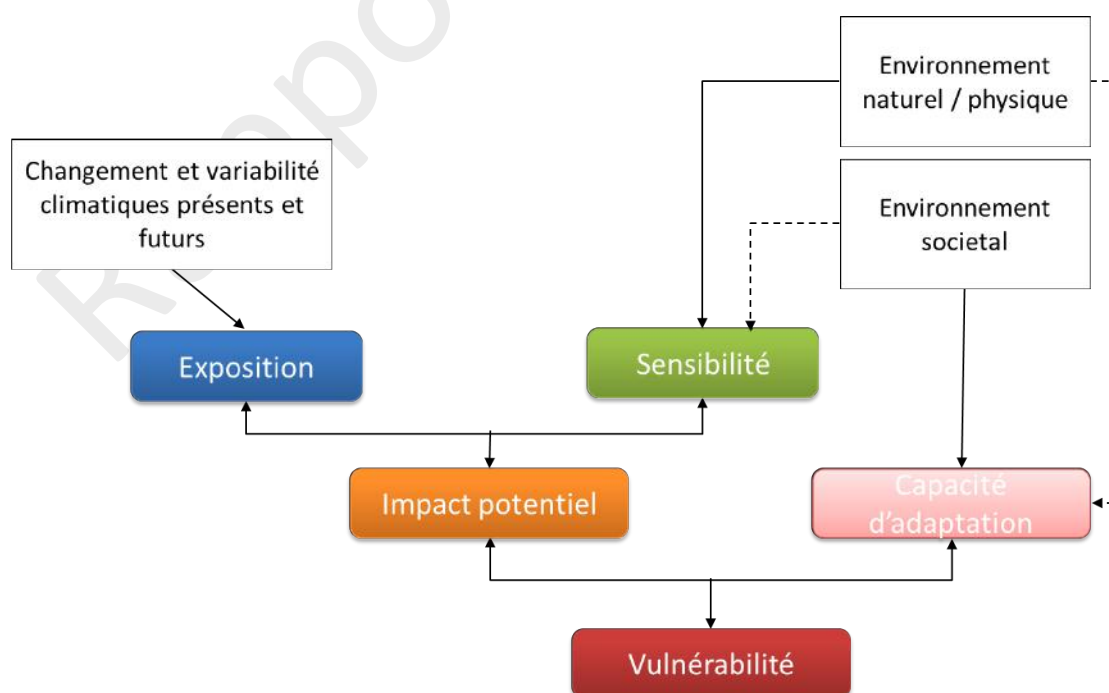 Environnement
naturel / physique
Changement et variabilité
climatiques présents et
futurs
Environnement
societal
Exposition
Sensibilité
Impact potentiel
Capacité
d'adaptation
Vulnérabilité